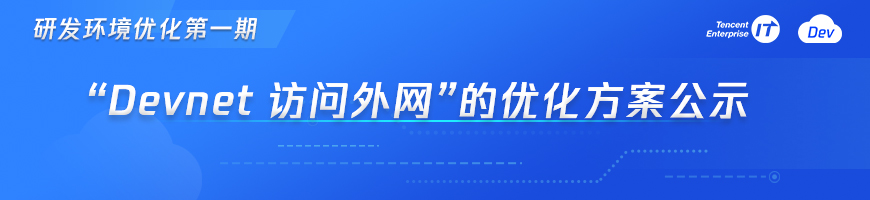 研发环境优化第一期
Tencent
Enterprise IT
Dev
“Devnet 访问外网”的优化方案公示